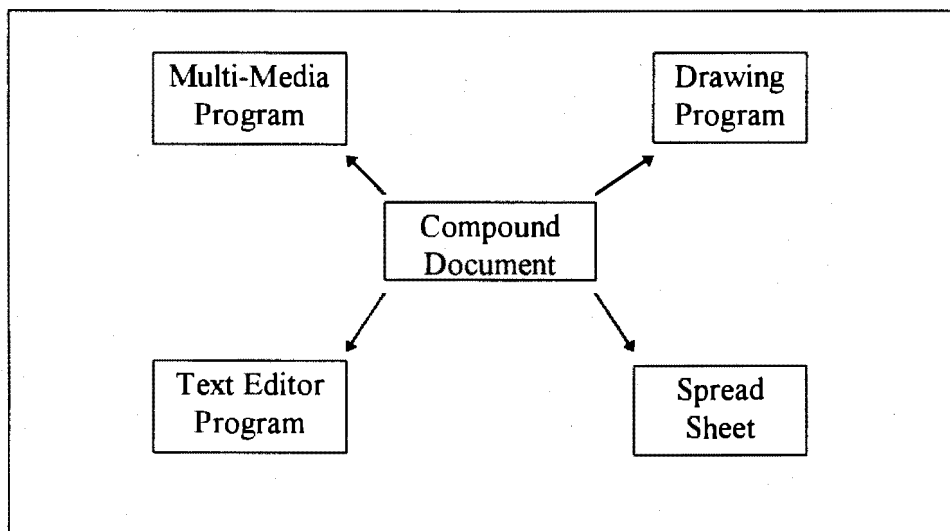 Multi-Media
Program
Drawing
Program
Compound
Document
Text Editor
Program
Spread
Sheet